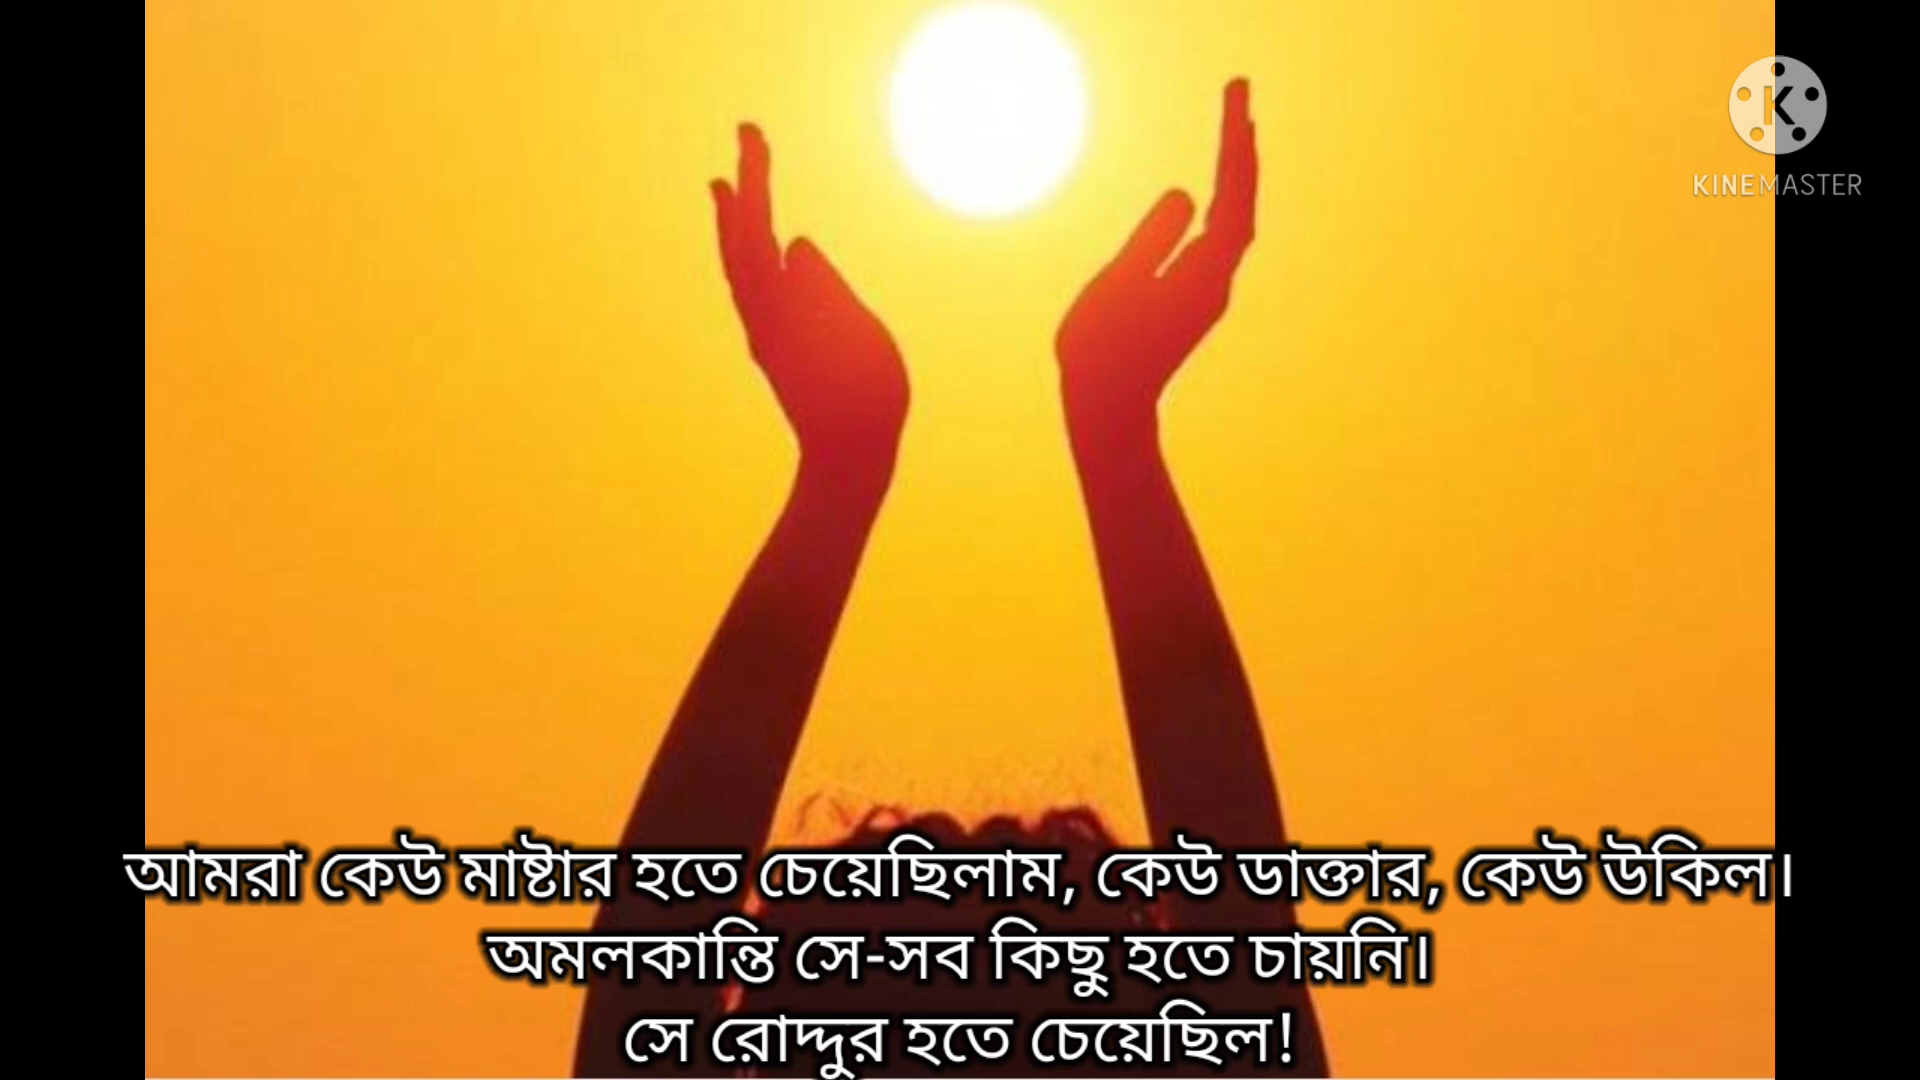 KINEMASTER
আমরা কেউ মাষ্টার হতে চেয়েছিলাম, কেউ ডাক্তার, কেউ উকিল।
অমলকান্তি সে-সব কিছু হতে চায়নি।
সে রোদ্দুর হতে চেয়েছিল!